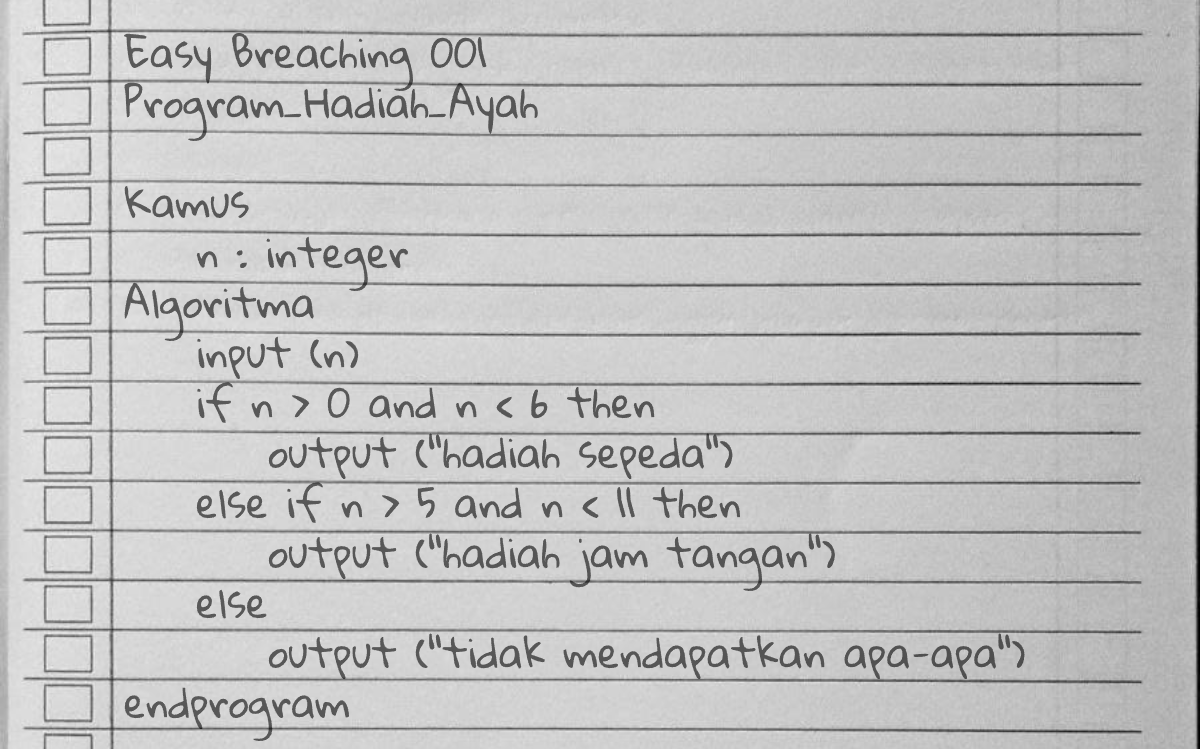 Easy Breaching 001
Program_Hadiah_Ayah
Kamus
n : integer
Algoritma
input (n)
if n > 0 and n < 6 then
output ("hadiah sepeda")
else if n > 5 and n < 11 then
output ("hadiah jam tangan")
else
output ("tidak mendapatkan apa-apa")
endprogram